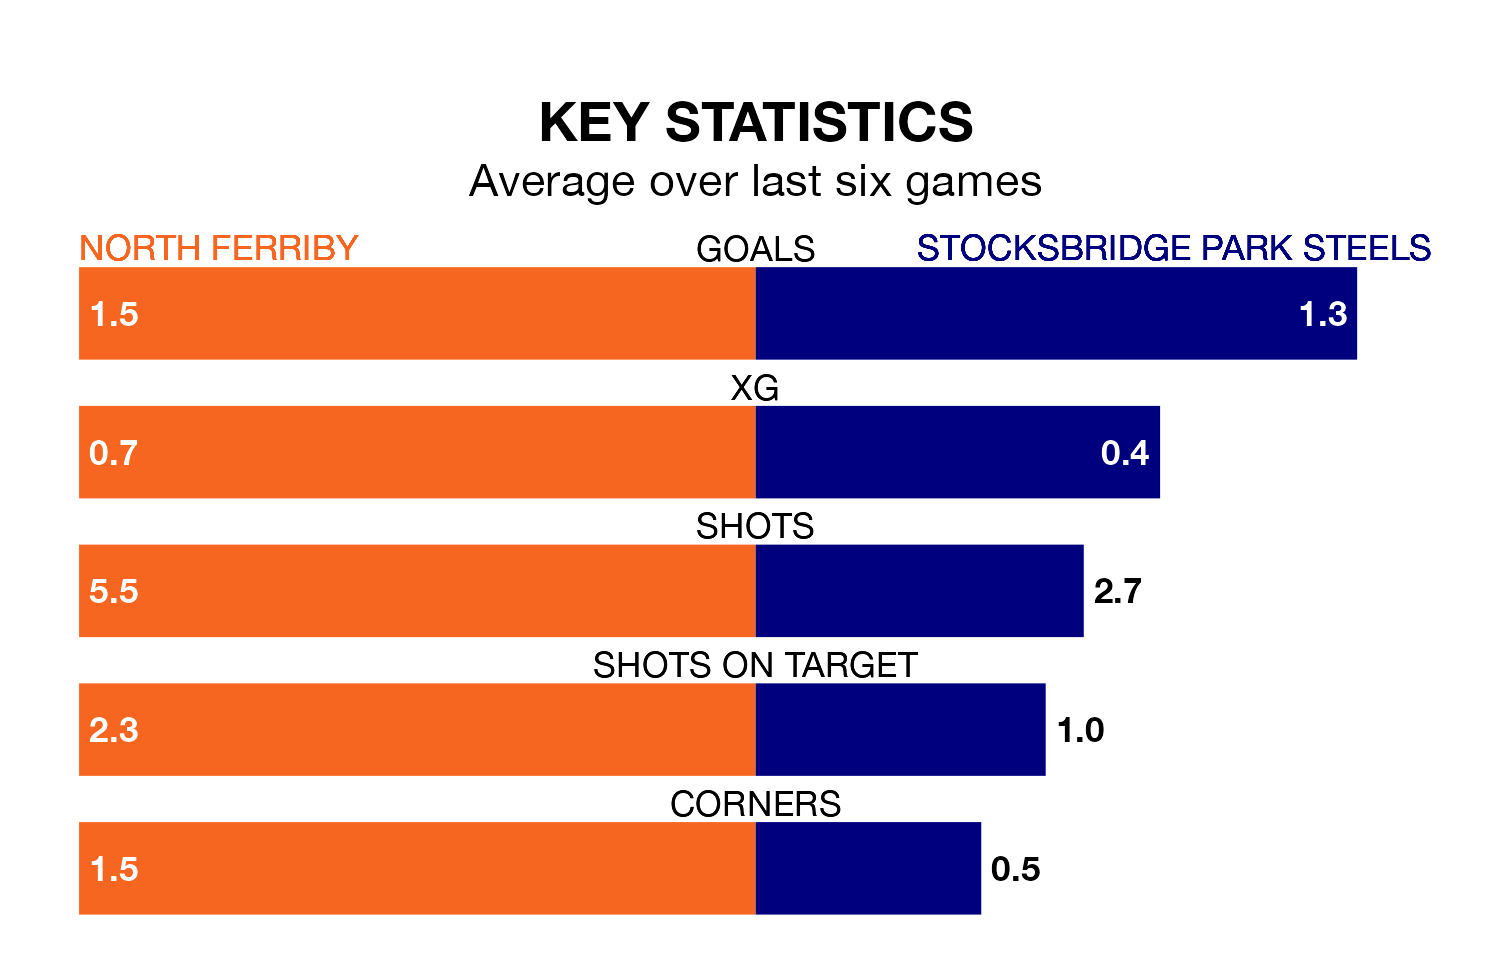 KEY STATISTICS
Average over last six games
NORTH FERRIBY GOALS STOCKSBRIDGE PARK STEELS
1.5 1.3
XG
0.7 0.4
SHOTS
5.5 2.7
SHOTS ON TARGET
2.3 1.0
CORNERS
1.5 0.5